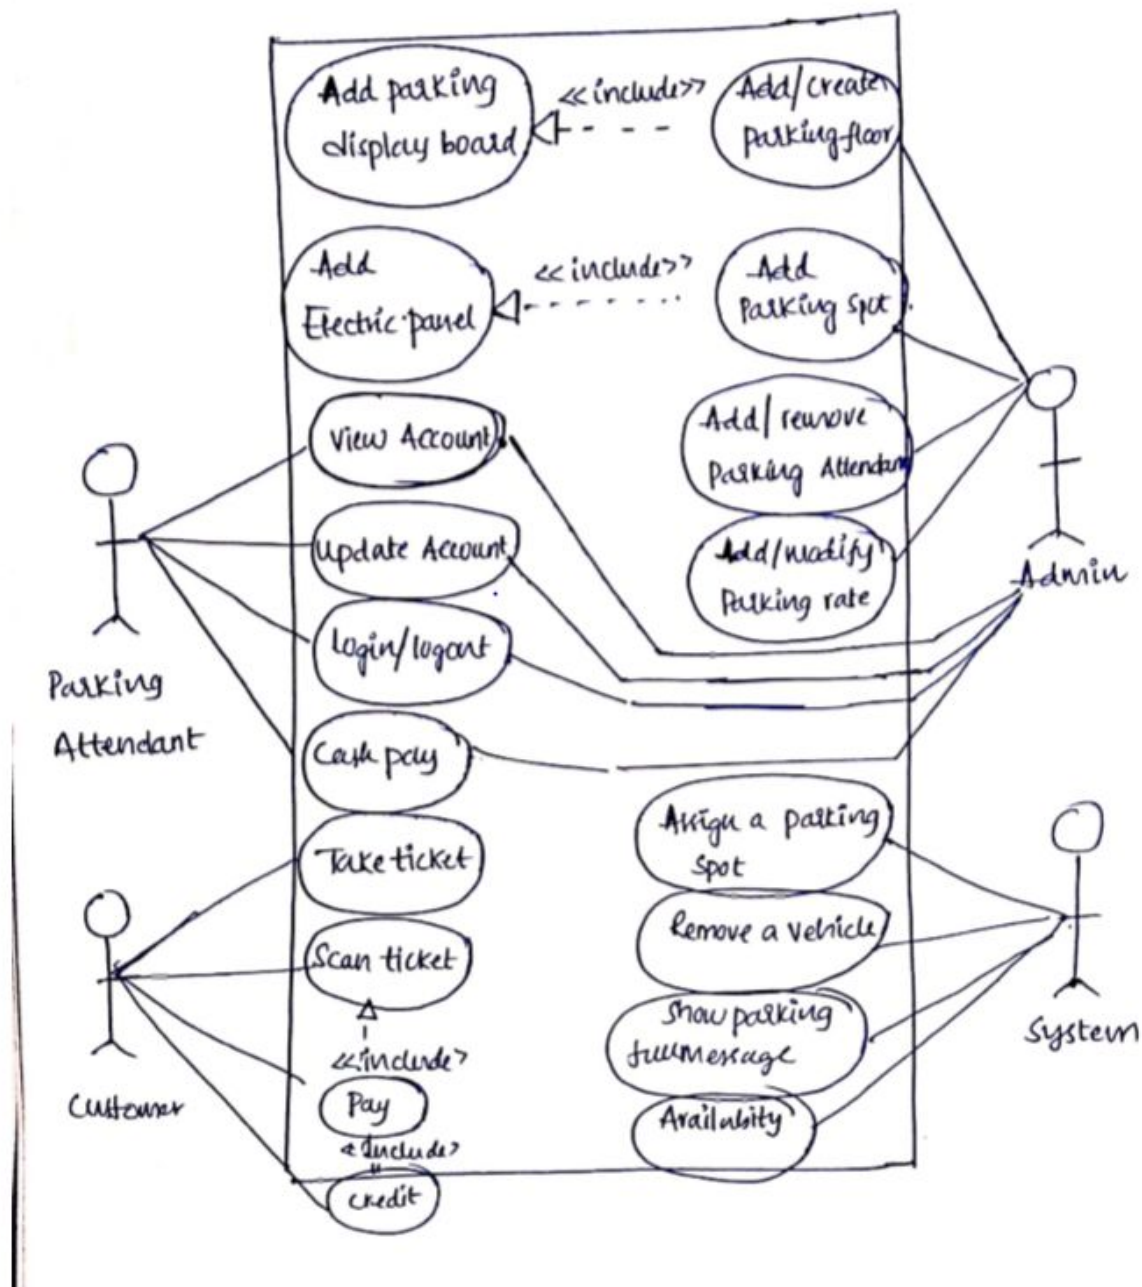 Add parking
display board
<<include>>
Add/create
parking floor
Add
Electric panel
<<include>>
Add
Parking spot
View Account
Add/remove
Parking Attendant
Update Account
Add/modify
Parking rate
Admin
Login/logout
Parking
Attendant
Cash pay
Take ticket
Assign a parking
spot
Scan ticket
Remove a vehicle
Show parking
full message
System
<<include>
Customer
Pay
Availabity
<include>
credit